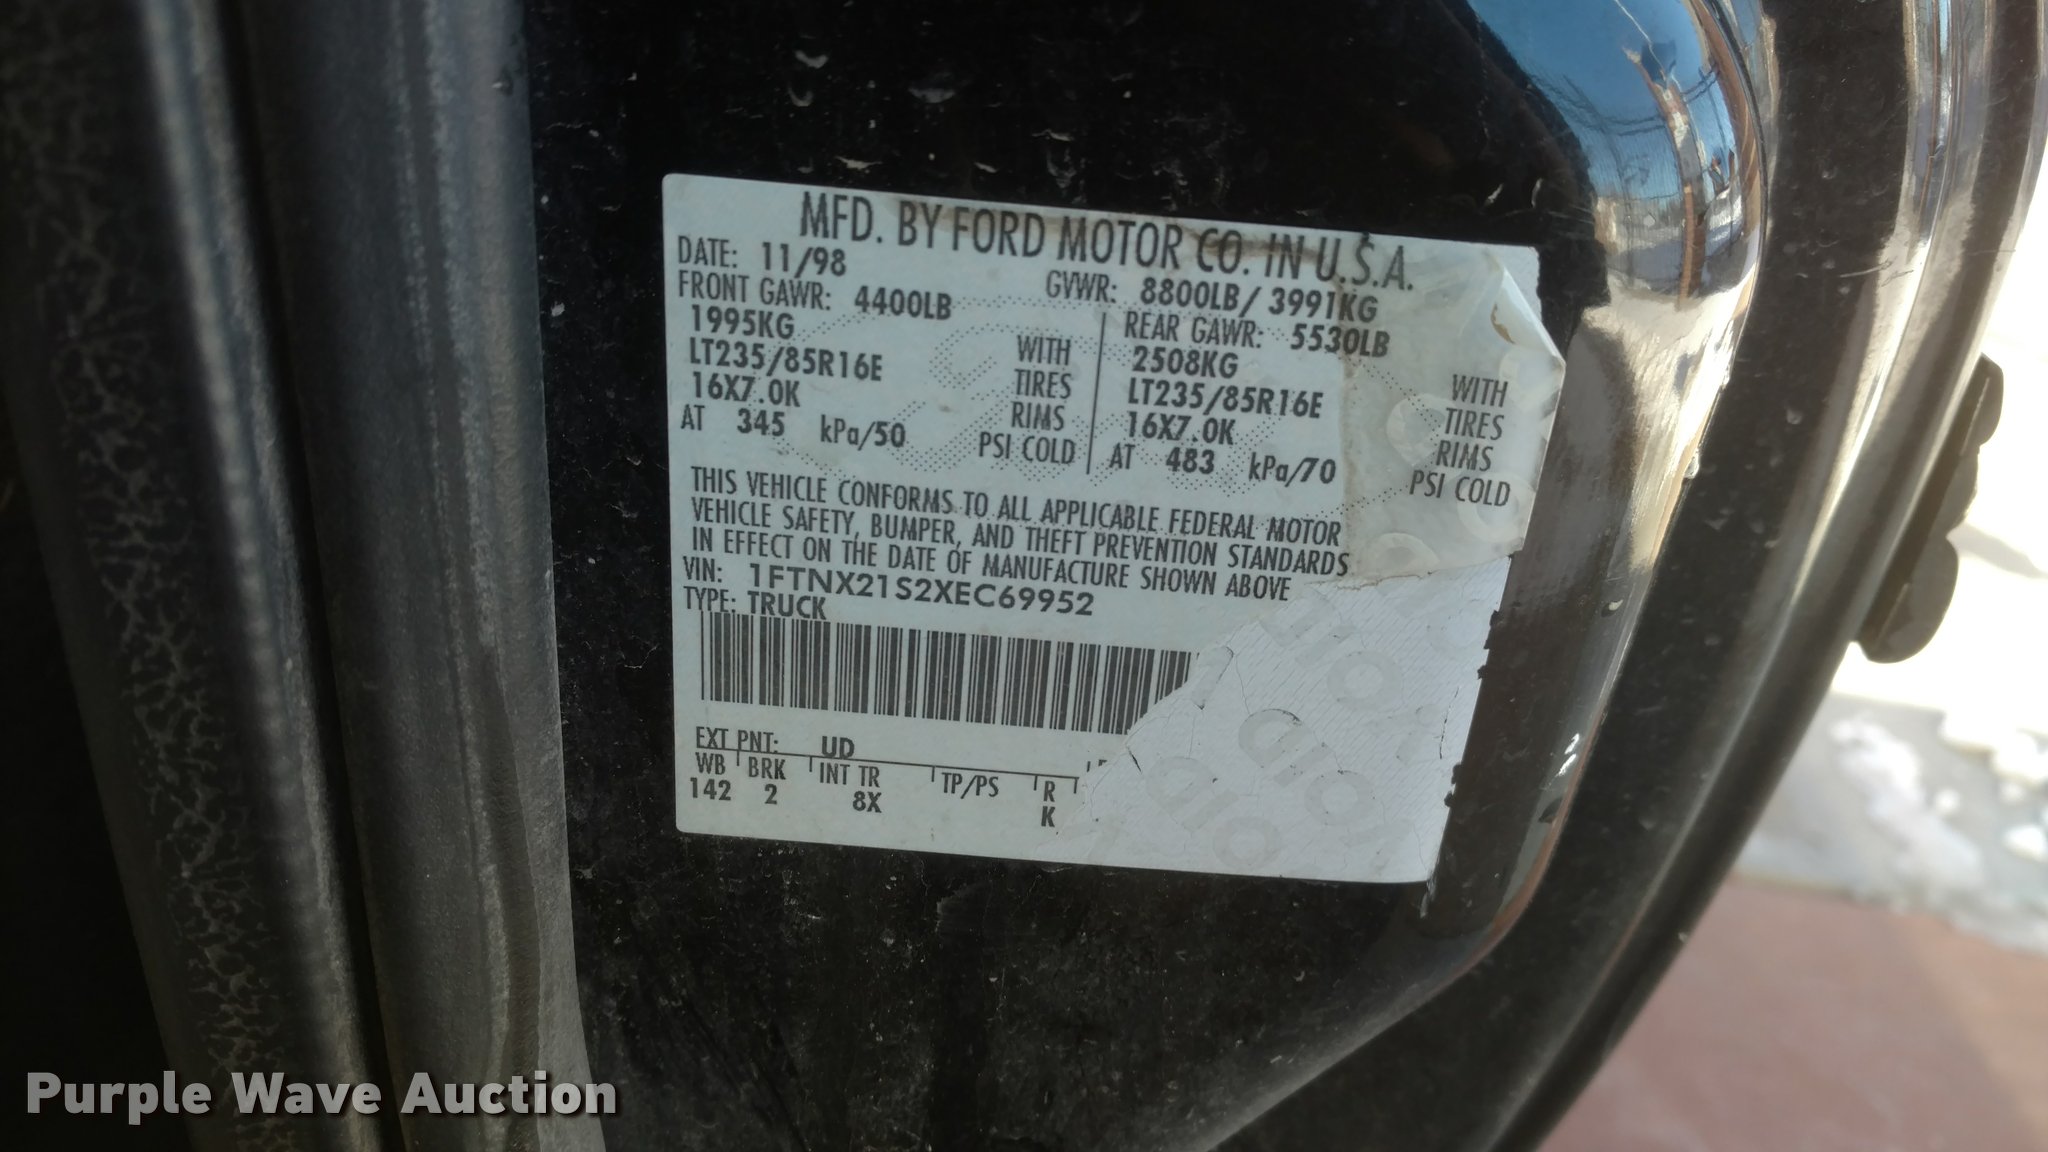 MFD. BY FORD MOTOR CO. IN U.S.A.
DATE: 11/98
GVWR: 8800LB/ 3991KG
FRONT GAWR: 4400LB
1995KG WITH
LT235/85R16E TIRES
16X7.0K RIMS
AT 345 kPa/50 PSI COLD
REAR GAWR: 5530LB
2508KG WITH
LT235/85R16E TIRES
16X7.0K RIMS
AT 483 kPa/70 PSI COLD
THIS VEHICLE CONFORMS TO ALL APPLICABLE FEDERAL MOTOR
VEHICLE SAFETY, BUMPER, AND THEFT PREVENTION STANDARDS
IN EFFECT ON THE DATE OF MANUFACTURE SHOWN ABOVE
VIN: 1FTNX21S2XEC69952
TYPE: TRUCK
EXT PNT: UD
WB BRK INT TR TP/PS R
142 2 8X K
Purple Wave Auction